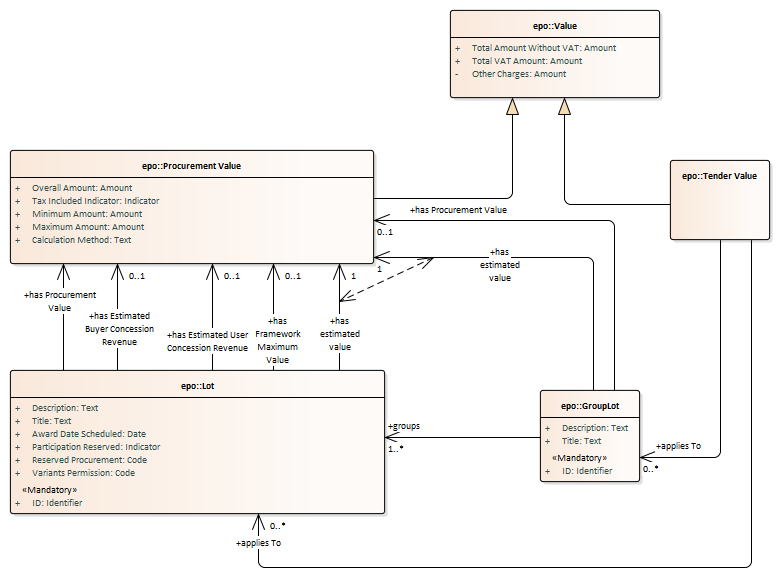 epo::Value
+ Total Amount Without VAT: Amount
+ Total VAT Amount: Amount
- Other Charges: Amount
epo::Procurement Value
+ Overall Amount: Amount
+ Tax Included Indicator: Indicator
+ Minimum Amount: Amount
+ Maximum Amount: Amount
+ Calculation Method: Text
epo::Tender Value
+has Procurement Value
0..1
+has
estimated
value
1
+has Procurement
Value
0..1
+has Estimated
Buyer Concession
Revenue
0..1
+has Estimated User
Concession Revenue
0..1
+has
Framework
Maximum
Value
1
+has
estimated
value
epo::Lot
+ Description: Text
+ Title: Text
+ Award Date Scheduled: Date
+ Participation Reserved: Indicator
+ Reserved Procurement: Code
+ Variants Permission: Code
«Mandatory»
+ ID: Identifier
+groups
1..*
epo::GroupLot
+ Description: Text
+ Title: Text
«Mandatory»
+ ID: Identifier
+applies To
0..*
0..*
+applies To